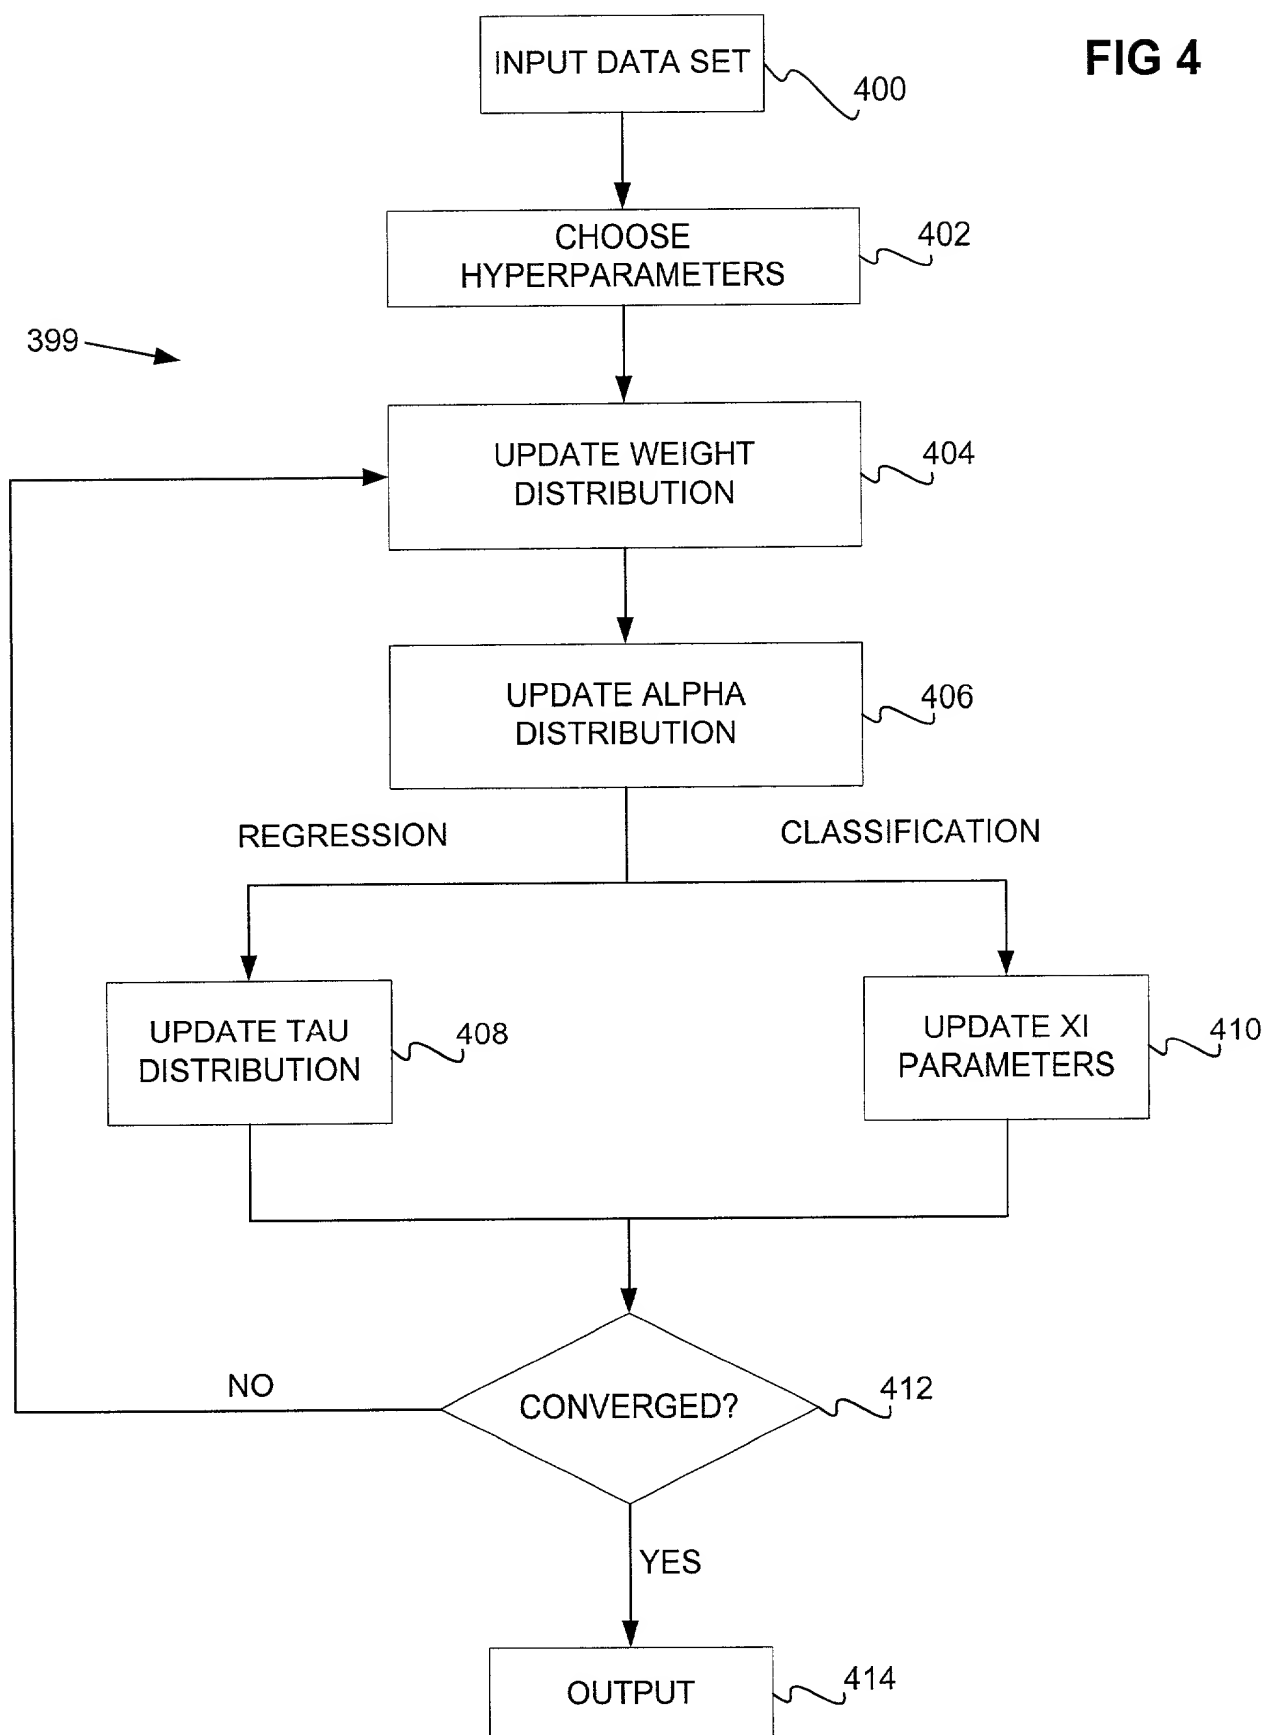 FIG 4
INPUT DATA SET
400
CHOOSE
HYPERPARAMETERS
402
399
UPDATE WEIGHT
DISTRIBUTION
404
UPDATE ALPHA
DISTRIBUTION
406
REGRESSION
CLASSIFICATION
UPDATE TAU
DISTRIBUTION
408
UPDATE XI
PARAMETERS
410
NO
CONVERGED?
412
YES
OUTPUT
414